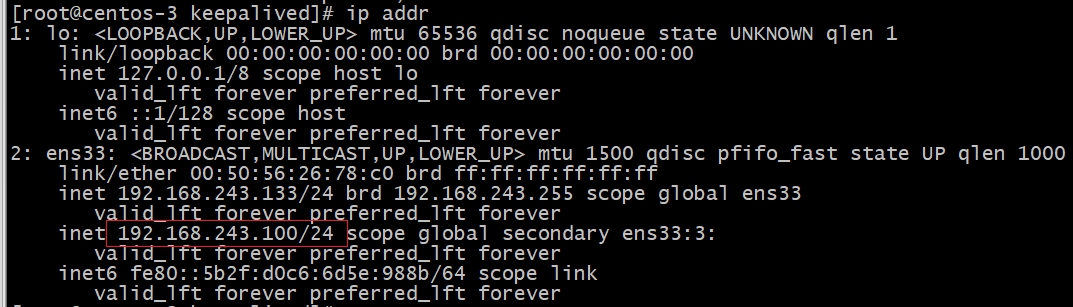 [root@centos-3 keepalived]# ip addr
1: lo: <LOOPBACK,UP,LOWER_UP> mtu 65536 qdisc noqueue state UNKNOWN qlen 1
link/loopback 00:00:00:00:00:00 brd 00:00:00:00:00:00
inet 127.0.0.1/8 scope host lo
valid_lft forever preferred_lft forever
inet6 ::1/128 scope host
valid_lft forever preferred_lft forever
2: ens33: <BROADCAST,MULTICAST,UP,LOWER_UP> mtu 1500 qdisc pfifo_fast state UP qlen 1000
link/ether 00:50:56:26:78:c0 brd ff:ff:ff:ff:ff:ff
inet 192.168.243.133/24 brd 192.168.243.255 scope global ens33
valid_lft forever preferred_lft forever
inet 192.168.243.100/24 scope global secondary ens33:3:
valid_lft forever preferred_lft forever
inet6 fe80::5b2f:d0c6:6d5e:988b/64 scope link
valid_lft forever preferred_lft forever